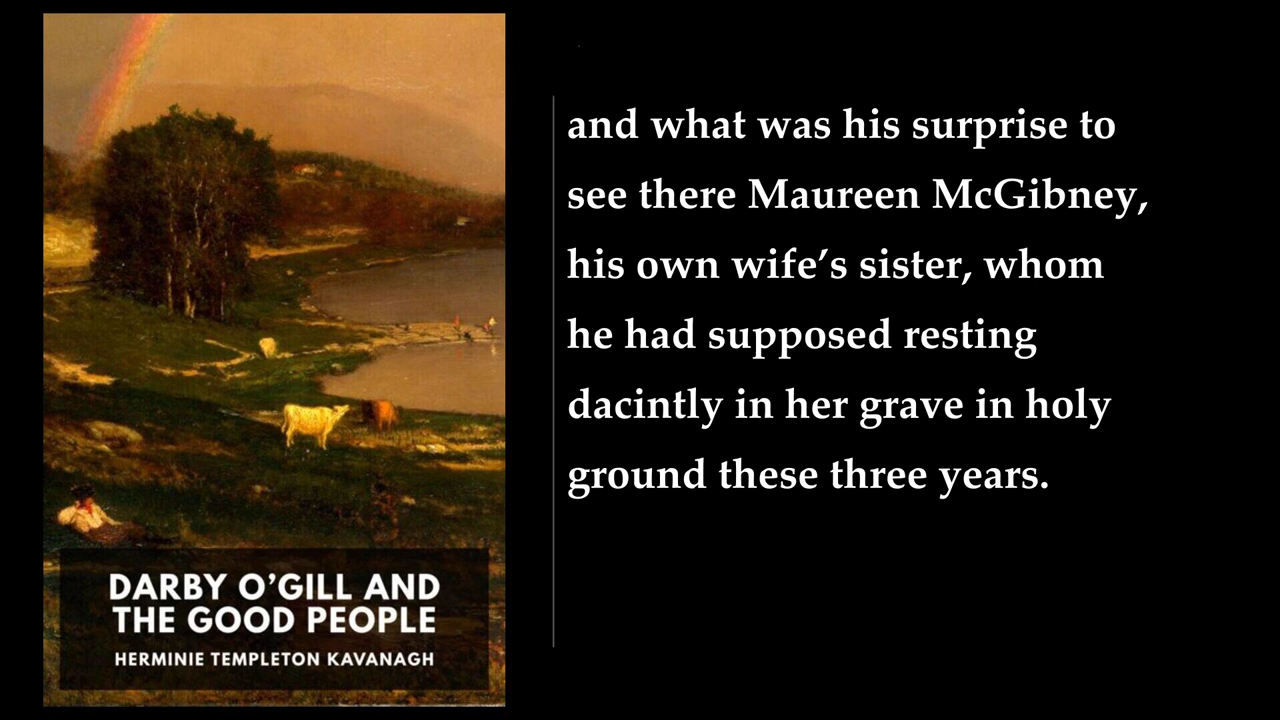 and what was his surprise to
see there Maureen McGibney,
his own wife’s sister, whom
he had supposed resting
dacintly in her grave in holy
ground these three years.
DARBY O’GILL AND
THE GOOD PEOPLE
HERMINIE TEMPLETON KAVANAGH